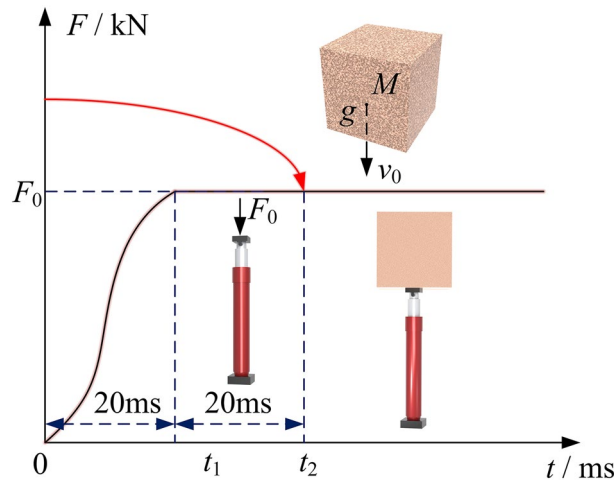 F / kN
M
g
v₀
F₀
F₀
20ms
20ms
0
t₁
t₂
t / ms